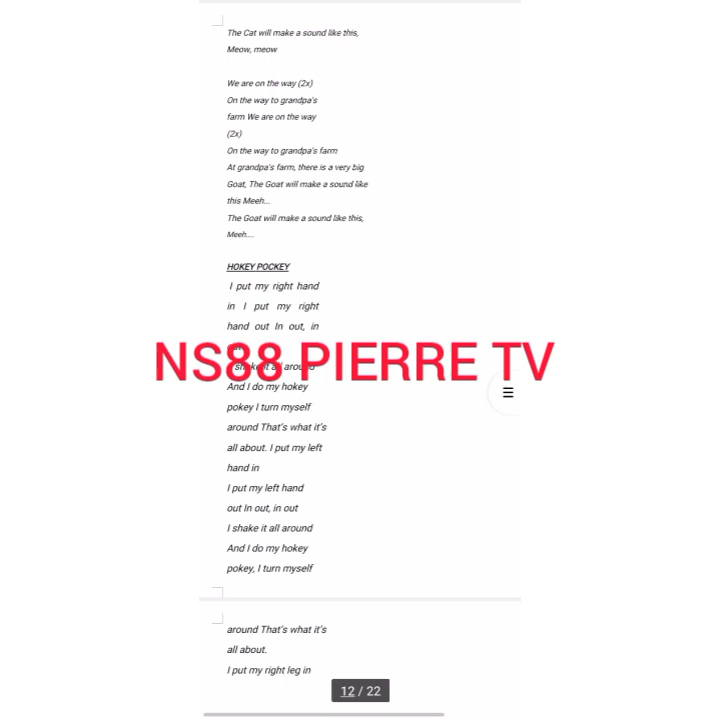 The Cat will make a sound like this,
Meow, meow
We are on the way (2x)
On the way to grandpa's
farm We are on the way
(2x)
On the way to grandpa's farm
At grandpa's farm, there is a very big
Goat, The Goat will make a sound like
this Meeh...
The Goat will make a sound like this,
Meeh....
HOKEY POCKEY
I put my right hand
in I put my right
hand out In out, in
NS88 PIERRE TV
I shake it all around
And I do my hokey
pokey I turn myself
around That's what it's
all about. I put my left
hand in
I put my left hand
out In out, in out
I shake it all around
And I do my hokey
pokey, I turn myself
around That's what it's
all about.
I put my right leg in
12 / 22